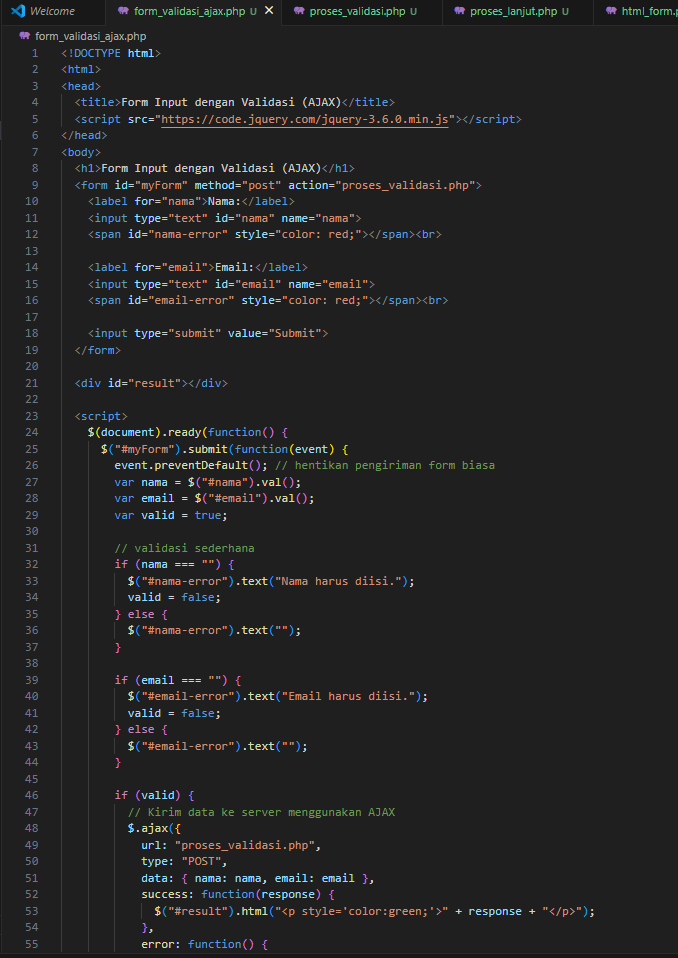 Welcome form_validasi_ajax.php U × proses_validasi.php U proses_lanjut.php U html_form.
form_validasi_ajax.php
1 <!DOCTYPE html>
2 <html>
3 <head>
4 <title>Form Input dengan Validasi (AJAX)</title>
5 <script src="https://code.jquery.com/jquery-3.6.0.min.js"></script>
6 </head>
7 <body>
8 <h1>Form Input dengan Validasi (AJAX)</h1>
9 <form id="myForm" method="post" action="proses_validasi.php">
10 <label for="nama">Nama:</label>
11 <input type="text" id="nama" name="nama">
12 <span id="nama-error" style="color: red;"></span><br>
13
14 <label for="email">Email:</label>
15 <input type="text" id="email" name="email">
16 <span id="email-error" style="color: red;"></span><br>
17
18 <input type="submit" value="Submit">
19 </form>
20
21 <div id="result"></div>
22
23 <script>
24 $(document).ready(function() {
25 $("#myForm").submit(function(event) {
26 event.preventDefault(); // hentikan pengiriman form biasa
27 var nama = $("#nama").val();
28 var email = $("#email").val();
29 var valid = true;
30
31 // validasi sederhana
32 if (nama === "") {
33 $("#nama-error").text("Nama harus diisi.");
34 valid = false;
35 } else {
36 $("#nama-error").text("");
37 }
38
39 if (email === "") {
40 $("#email-error").text("Email harus diisi.");
41 valid = false;
42 } else {
43 $("#email-error").text("");
44 }
45
46 if (valid) {
47 // Kirim data ke server menggunakan AJAX
48 $.ajax({
49 url: "proses_validasi.php",
50 type: "POST",
51 data: { nama: nama, email: email },
52 success: function(response) {
53 $("#result").html("<p style='color:green;'>" + response + "</p>");
54 },
55 error: function() {